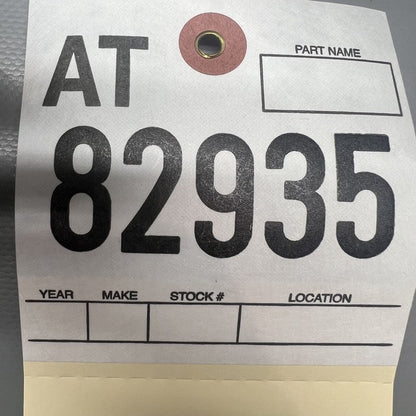 AT
PART NAME
82935
YEAR MAKE STOCK # LOCATION